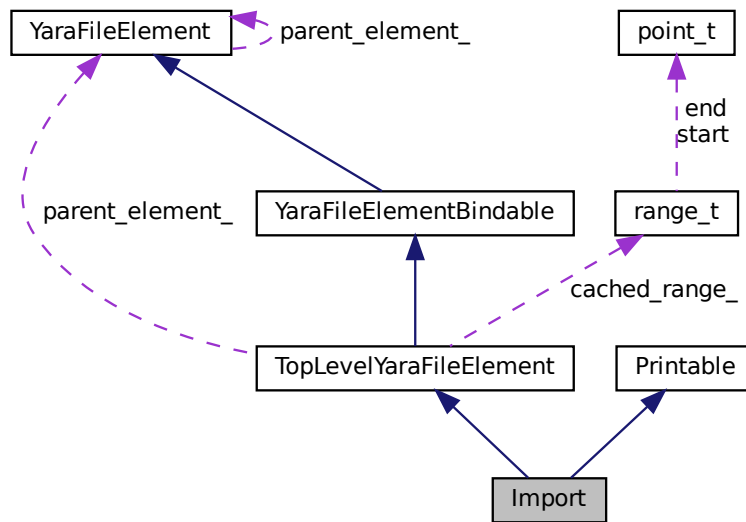 YaraFileElement
parent_element_
point_t
end
start
parent_element_
YaraFileElementBindable
range_t
cached_range_
TopLevelYaraFileElement
Printable
Import